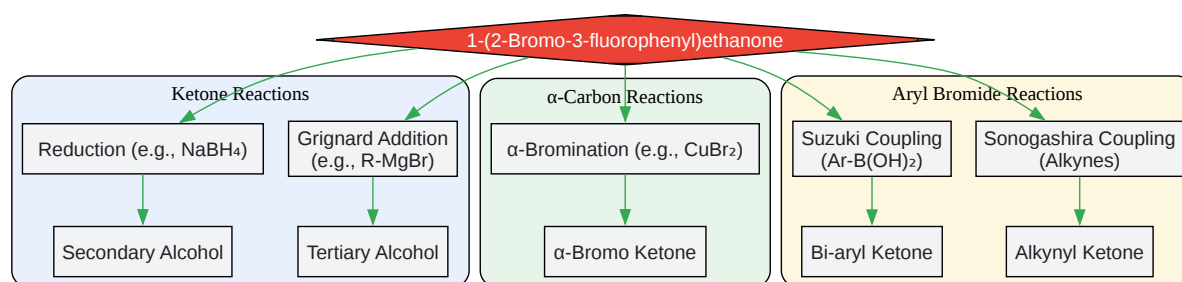 1-(2-Bromo-3-fluorophenyl)ethanone
Ketone Reactions
Reduction (e.g., NaBH₄)
Grignard Addition
(e.g., R-MgBr)
Secondary Alcohol
Tertiary Alcohol
α-Carbon Reactions
α-Bromination (e.g., CuBr₂)
α-Bromo Ketone
Aryl Bromide Reactions
Suzuki Coupling
(Ar-B(OH)₂)
Sonogashira Coupling
(Alkynes)
Bi-aryl Ketone
Alkynyl Ketone